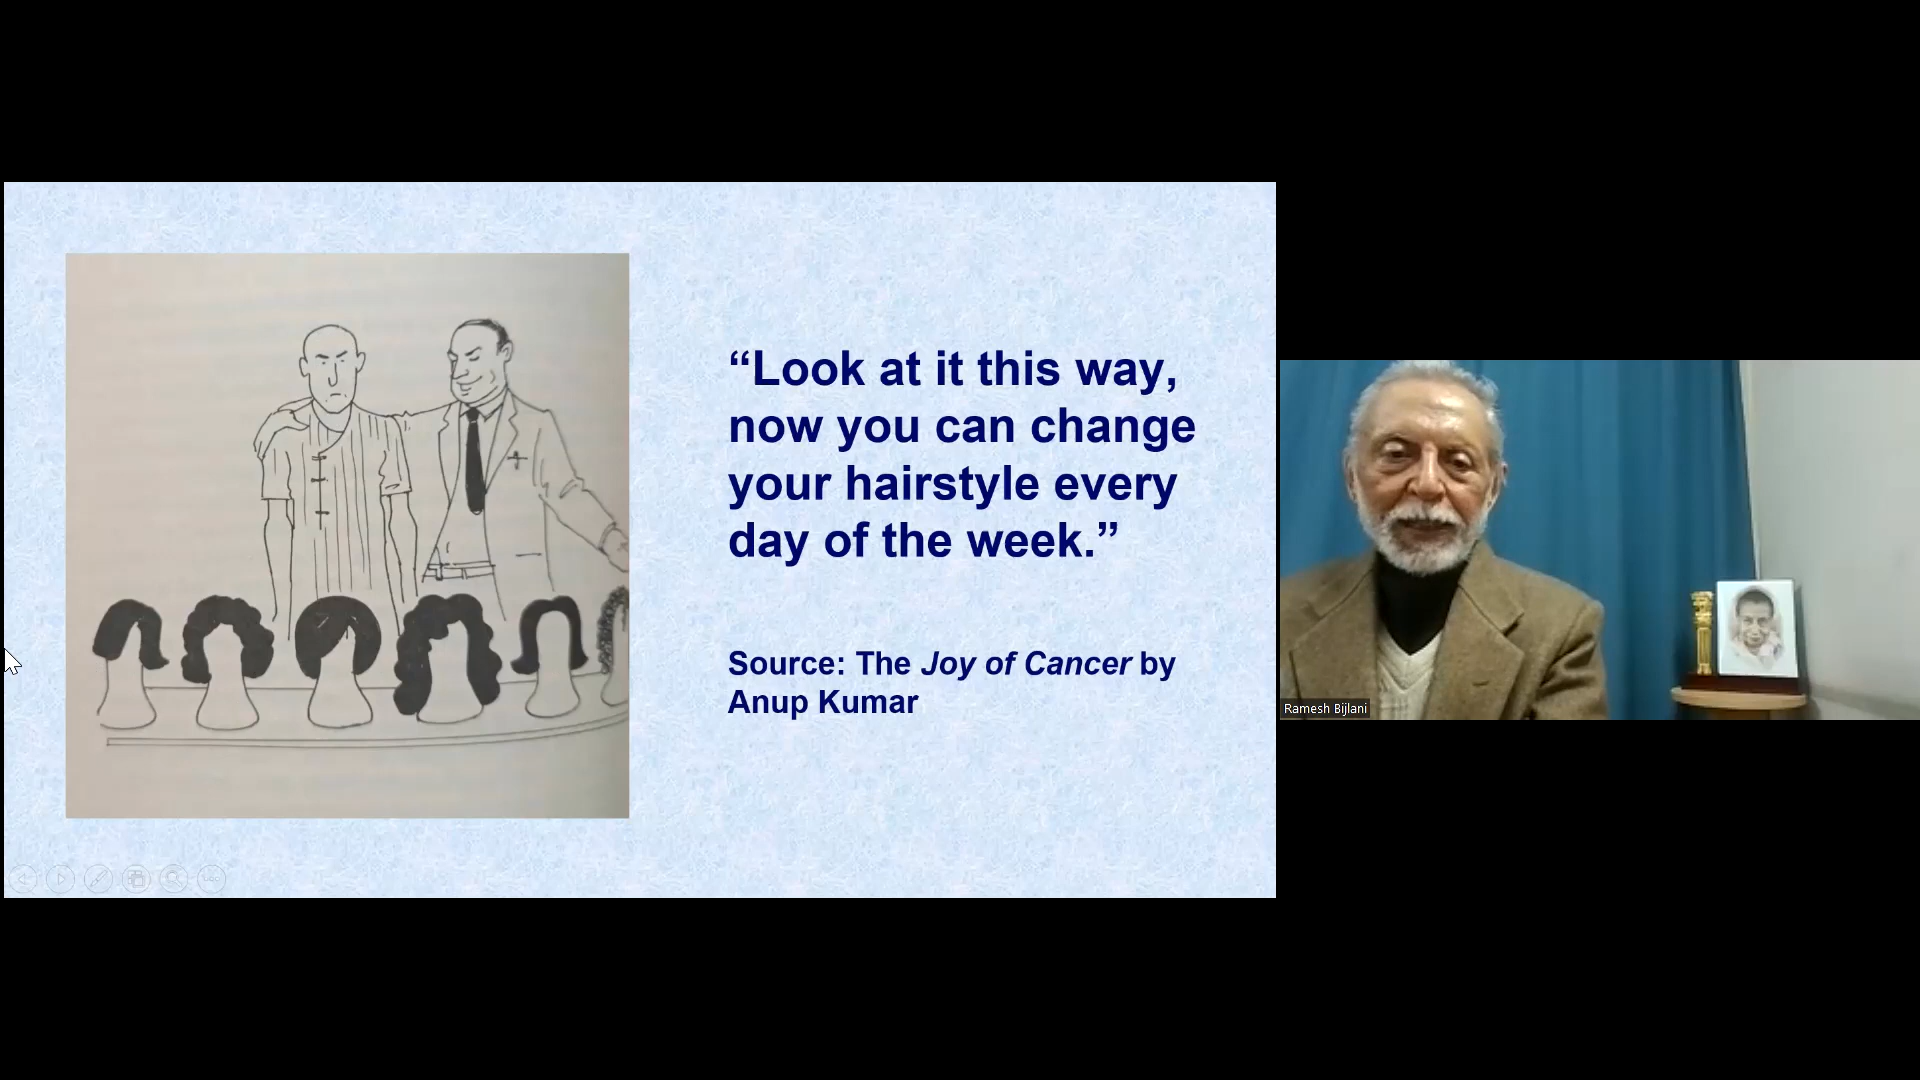 “Look at it this way,
now you can change
your hairstyle every
day of the week.”
Source: The Joy of Cancer by
Anup Kumar
Ramesh Bijlani